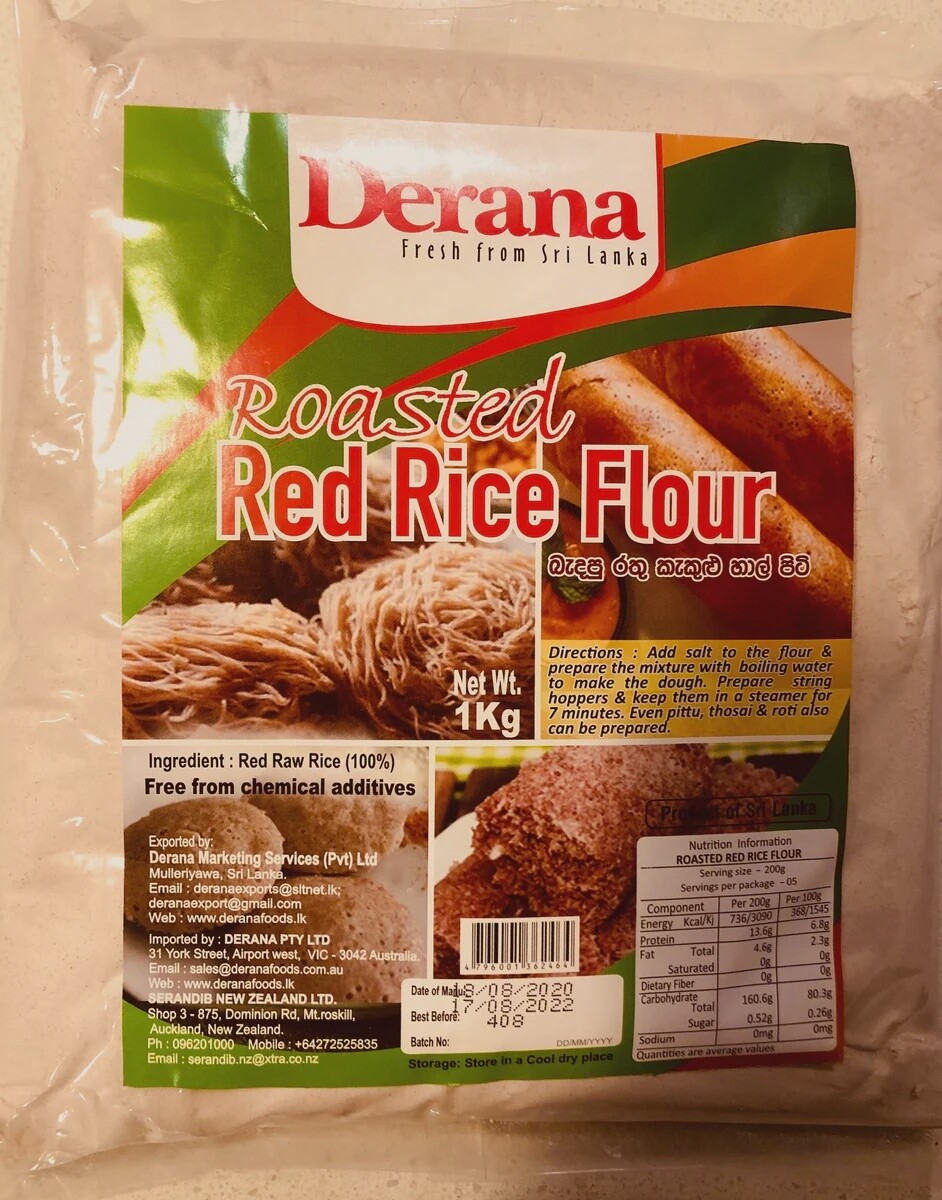 Derana
Fresh from Sri Lanka
Roasted
Red Rice Flour
බැදපු රතු කැකුළු හාල් පිටි
Net Wt.
1Kg
Directions : Add salt to the flour &
prepare the mixture with boiling water
to make the dough. Prepare string
hoppers & keep them in a steamer for
7 minutes. Even pittu, thosai & roti also
can be prepared.
Ingredient : Red Raw Rice (100%)
Free from chemical additives
Exported by:
Derana Marketing Services (Pvt) Ltd
Mulleriyawa, Sri Lanka.
Email : deranaexports@sltnet.lk;
deranaexport@gmail.com
Web : www.deranafoods.lk
Imported by : DERANA PTY LTD
31 York Street, Airport west, VIC - 3042 Australia.
Email : sales@deranafoods.com.au
Web : www.deranafoods.lk
SERANDIB NEW ZEALAND LTD.
Shop 3 - 875, Dominion Rd, Mt.roskill,
Auckland, New Zealand.
Ph : 096201000 Mobile : +64272525835
Email : serandib.nz@xtra.co.nz
4 796001 362464
Date of Manu: 18/08/2020
Best Before: 17/08/2022
408
Batch No:
DD/MM/YYYY
Storage: Store in a Cool dry place
Product of Sri Lanka
Nutrition Information
ROASTED RED RICE FLOUR
Serving size - 200g
Servings per package - 05
Component Per 200g Per 100g
Energy Kcal/Kj 736/3090 368/1545
Protein 13.6g 6.8g
Fat Total 4.6g 2.3g
Saturated 0g 0g
Dietary Fiber 0g 0g
Carbohydrate
Total 160.6g 80.3g
Sugar 0.52g 0.26g
Sodium 0mg 0mg
Quantities are average values